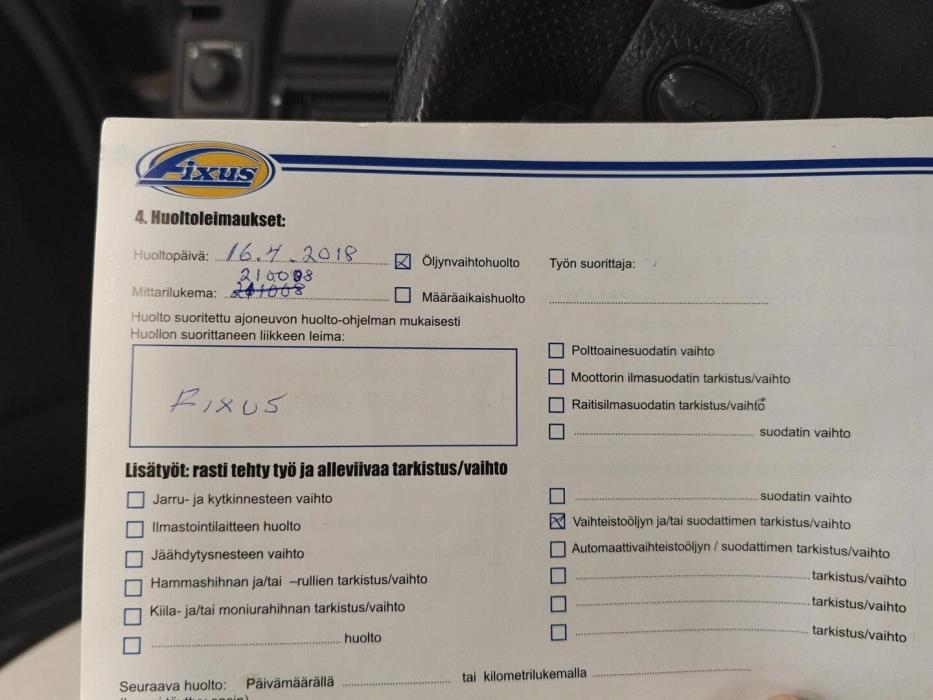 Fixus
4. Huoltoleimaukset:
Huoltopäivä: 16.4.2018
Öljynvaihtohuolto
Työn suorittaja:
Mittarilukema:
Määräaikaishuolto
Huolto suoritettu ajoneuvon huolto-ohjelman mukaisesti
Huollon suorittaneen liikkeen leima:
FIXUS
Polttoainesuodatin vaihto
Moottorin ilmasuodatin tarkistus/vaihto
Raitisilmasuodatin tarkistus/vaihto
suodatin vaihto
Lisätyöt: rasti tehty työ ja alleviivaa tarkistus/vaihto
Jarru- ja kytkinnesteen vaihto
Ilmastointilaitteen huolto
Jäähdytysnesteen vaihto
Hammashihnan ja/tai –rullien tarkistus/vaihto
Kiila- ja/tai moniurahihnan tarkistus/vaihto
huolto
suodatin vaihto
Vaihteistoöljyn ja/tai suodattimen tarkistus/vaihto
Automaattivaihteistoöljyn / suodattimen tarkistus/vaihto
tarkistus/vaihto
tarkistus/vaihto
tarkistus/vaihto
Seuraava huolto: Päivämäärällä tai kilometrilukemalla